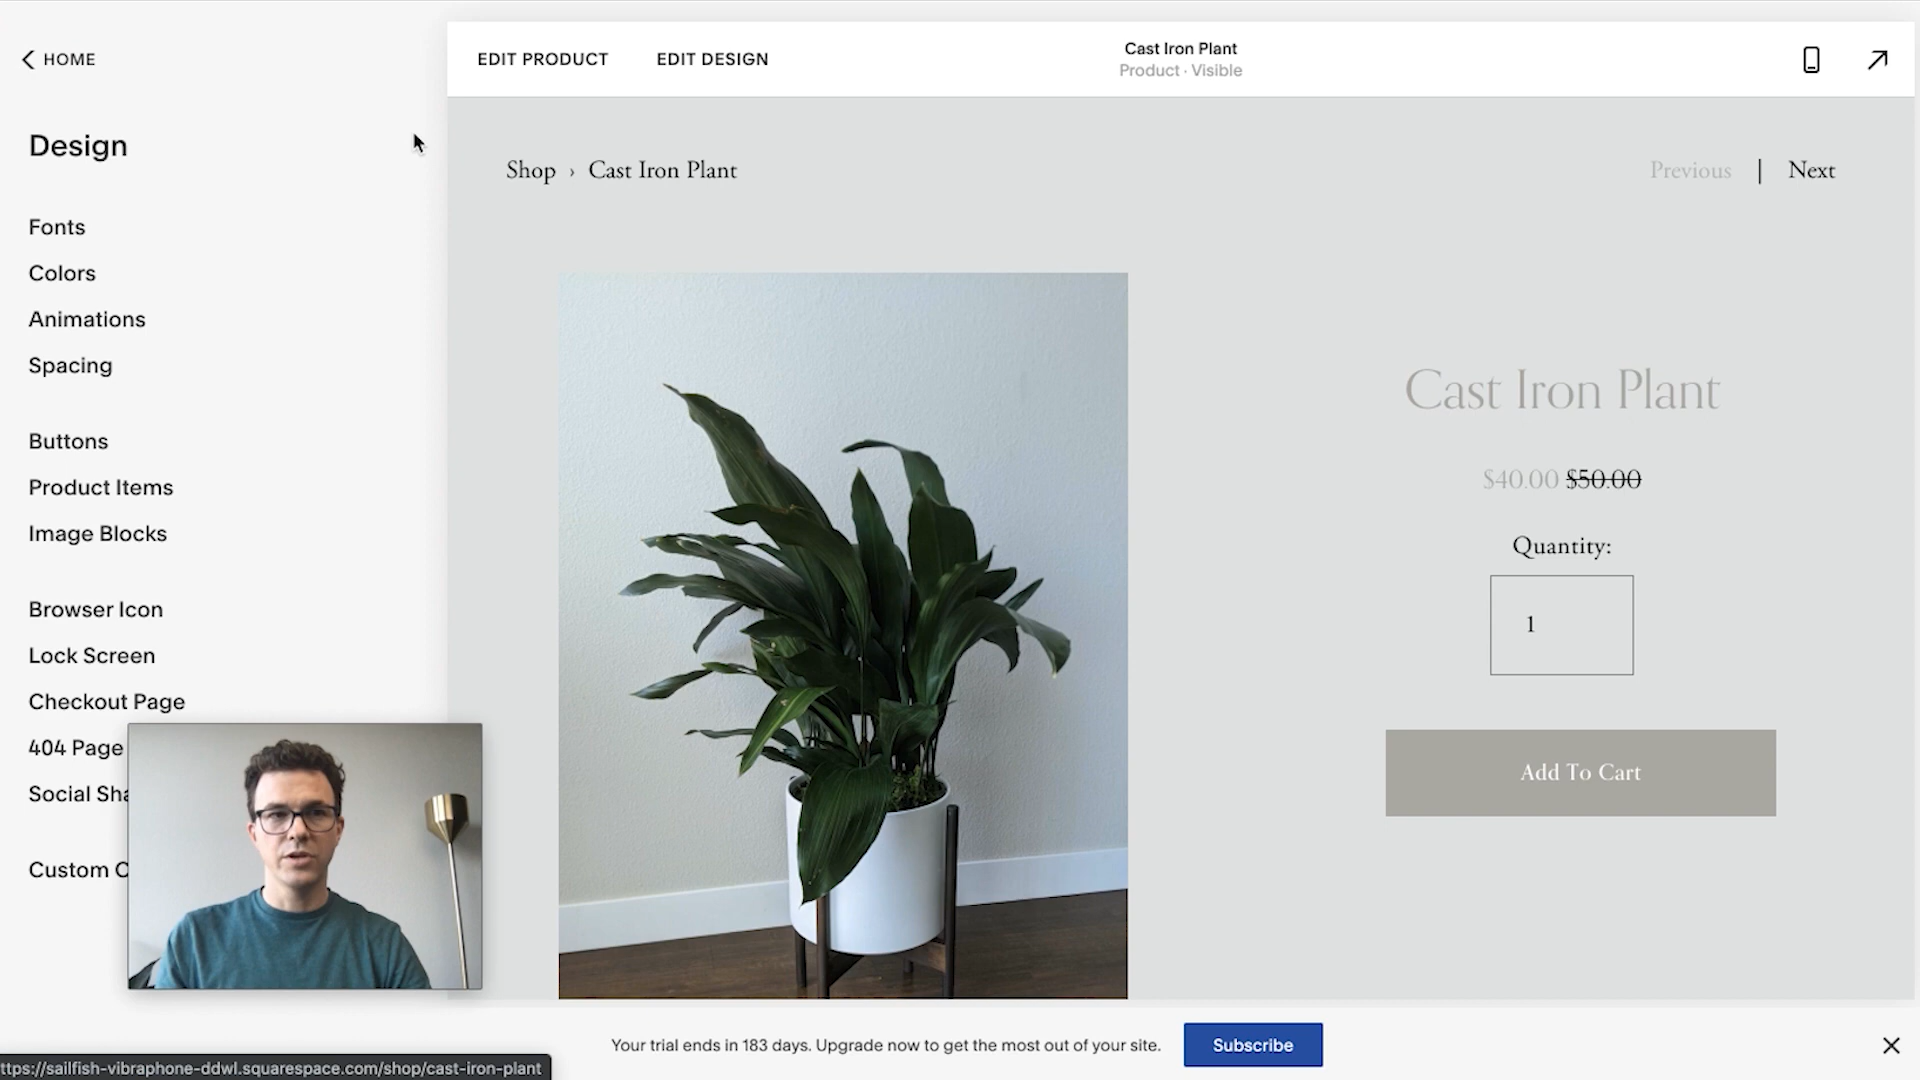 HOME
Design
Fonts
Colors
Animations
Spacing
Buttons
Product Items
Image Blocks
Browser Icon
Lock Screen
Checkout Page
404 Page
Social Sha
Custom C
EDIT PRODUCT
EDIT DESIGN
Cast Iron Plant
Product · Visible
Shop › Cast Iron Plant
Previous | Next
Cast Iron Plant
$40.00 $50.00
Quantity:
1
Add To Cart
Your trial ends in 183 days. Upgrade now to get the most out of your site.
Subscribe
ttps://sailfish-vibraphone-ddwl.squarespace.com/shop/cast-iron-plant